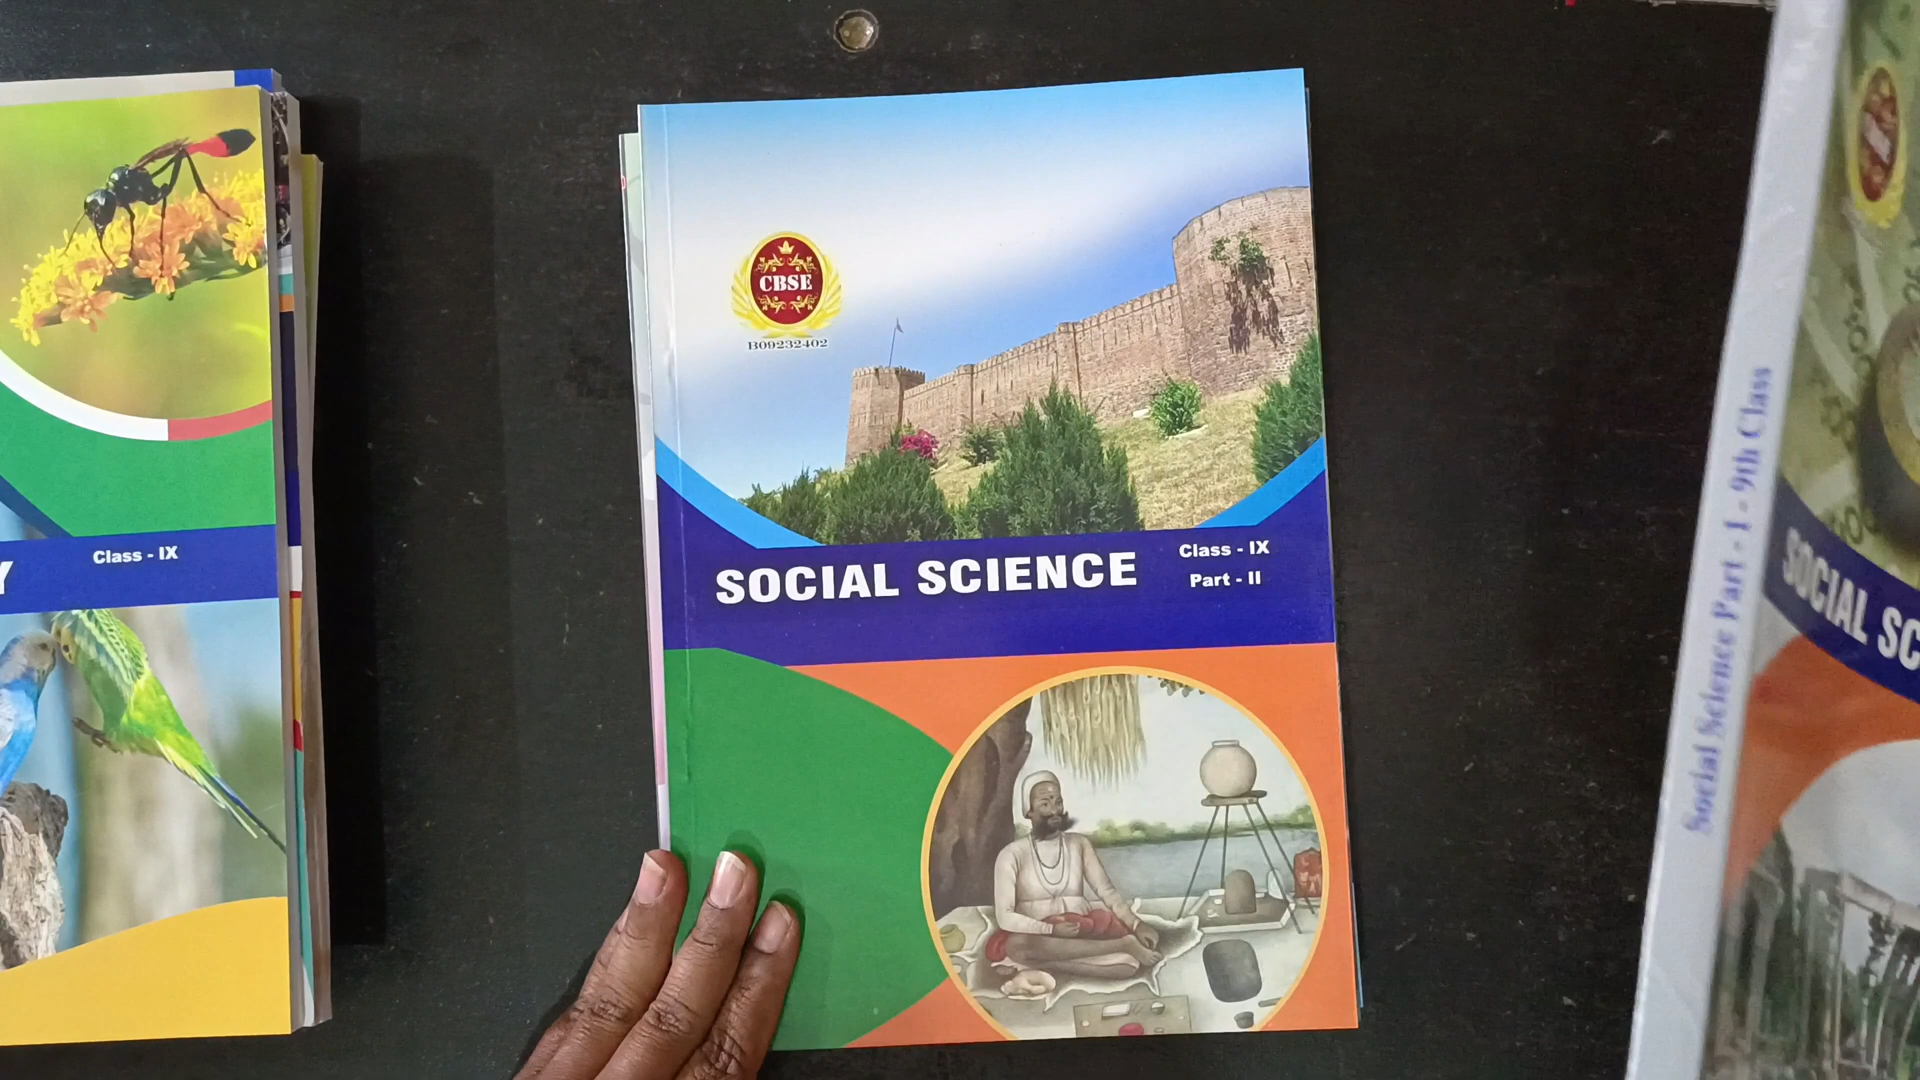 Y
Class - IX
CBSE
B09232402
SOCIAL SCIENCE
Class - IX
Part - II
Social Science Part - I - 9th Class
SOCIAL SC